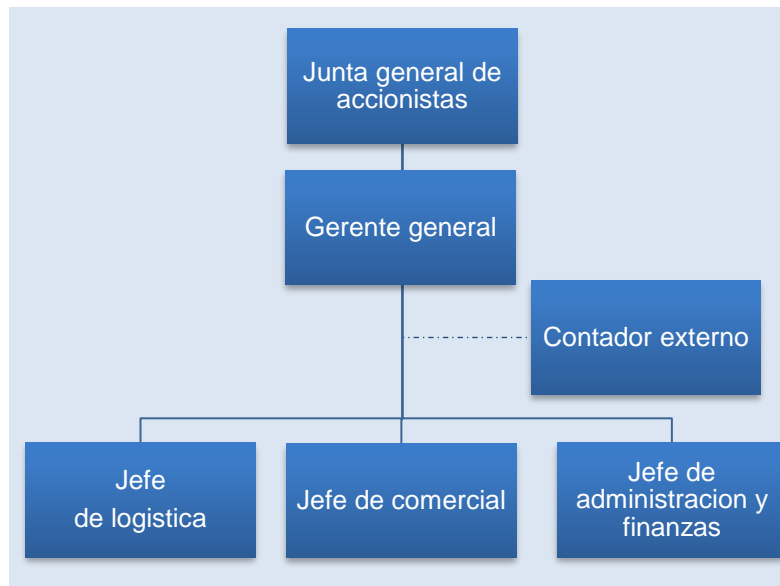 Junta general de
accionistas
Gerente general
Contador externo
Jefe
de logistica
Jefe de comercial
Jefe de
administracion y
finanzas